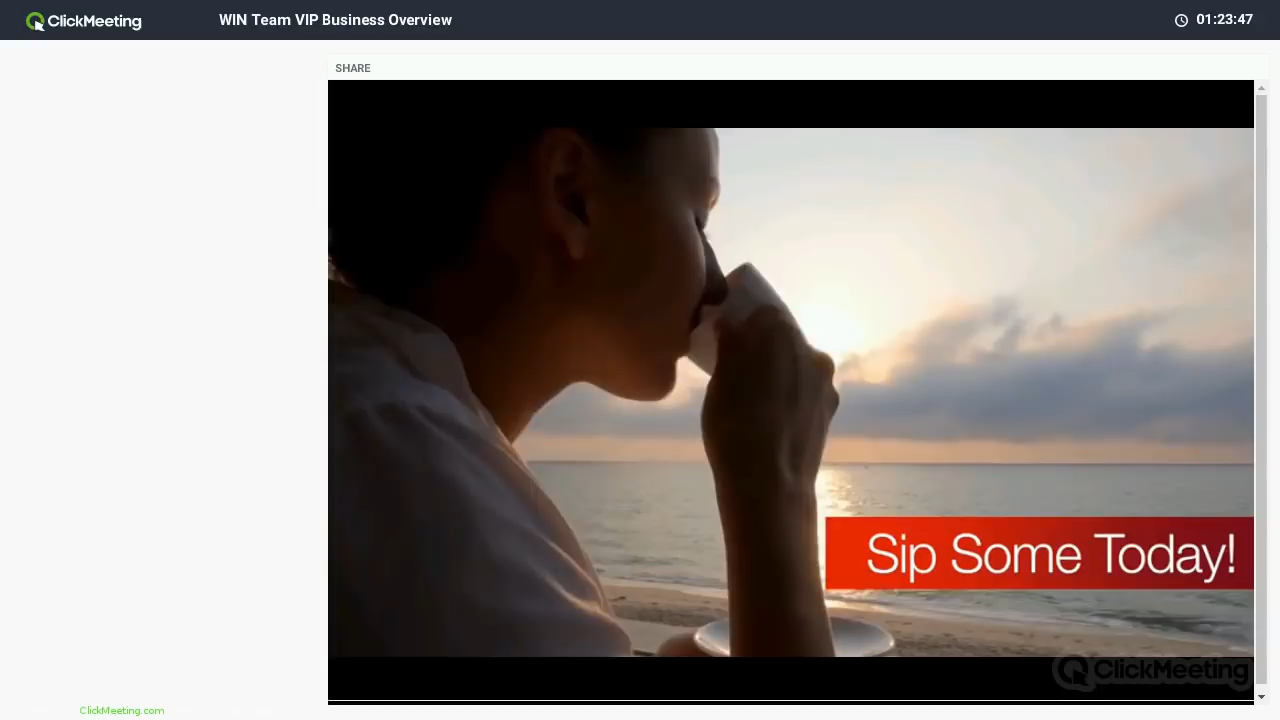 ClickMeeting
WIN Team VIP Business Overview
01:23:47
SHARE
Sip Some Today!
ClickMeeting
ClickMeeting.com